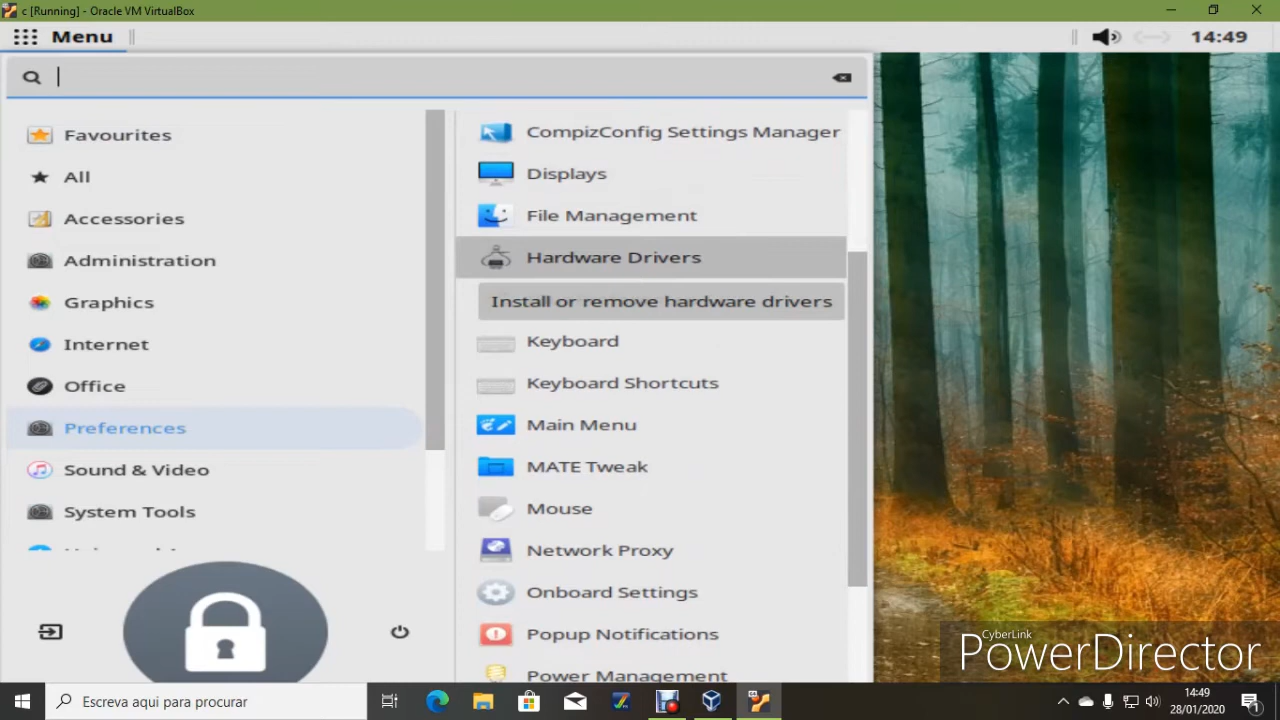 c [Running] - Oracle VM VirtualBox
Menu
14:49
Favourites
All
Accessories
Administration
Graphics
Internet
Office
Preferences
Sound & Video
System Tools
CompizConfig Settings Manager
Displays
File Management
Hardware Drivers
Install or remove hardware drivers
Keyboard
Keyboard Shortcuts
Main Menu
MATE Tweak
Mouse
Network Proxy
Onboard Settings
Popup Notifications
Power Management
CyberLink
PowerDirector
Escreva aqui para procurar
14:49
28/01/2020
1